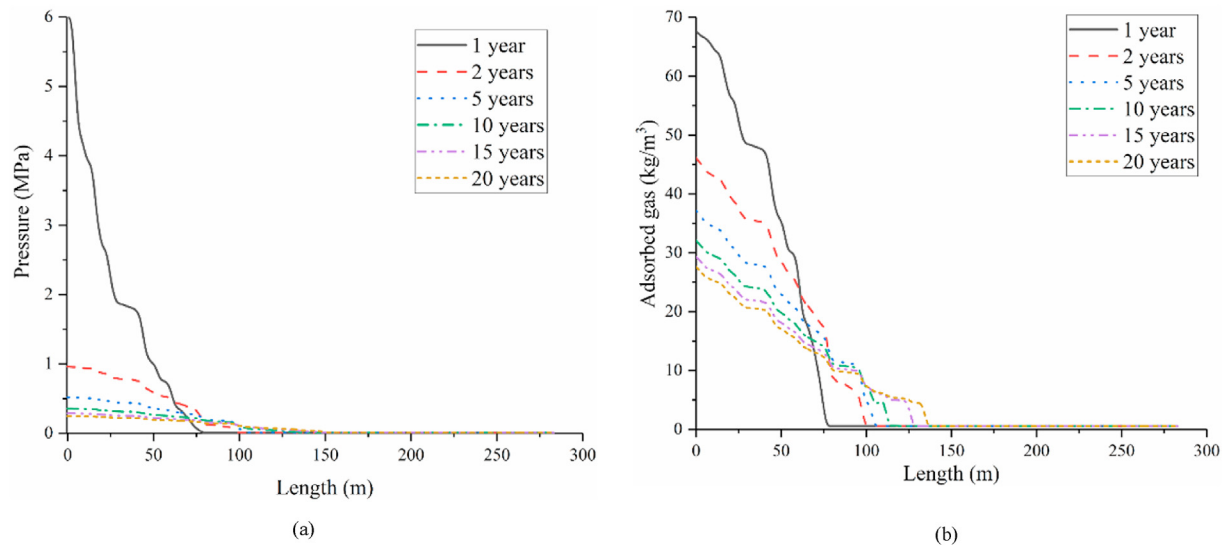 6
5
4
3
2
1
0
Pressure (MPa)
1 year
2 years
5 years
10 years
15 years
20 years
0 50 100 150 200 250 300
Length (m)
(a)
70
60
50
40
30
20
10
0
Adsorbed gas (kg/m³)
1 year
2 years
5 years
10 years
15 years
20 years
0 50 100 150 200 250 300
Length (m)
(b)